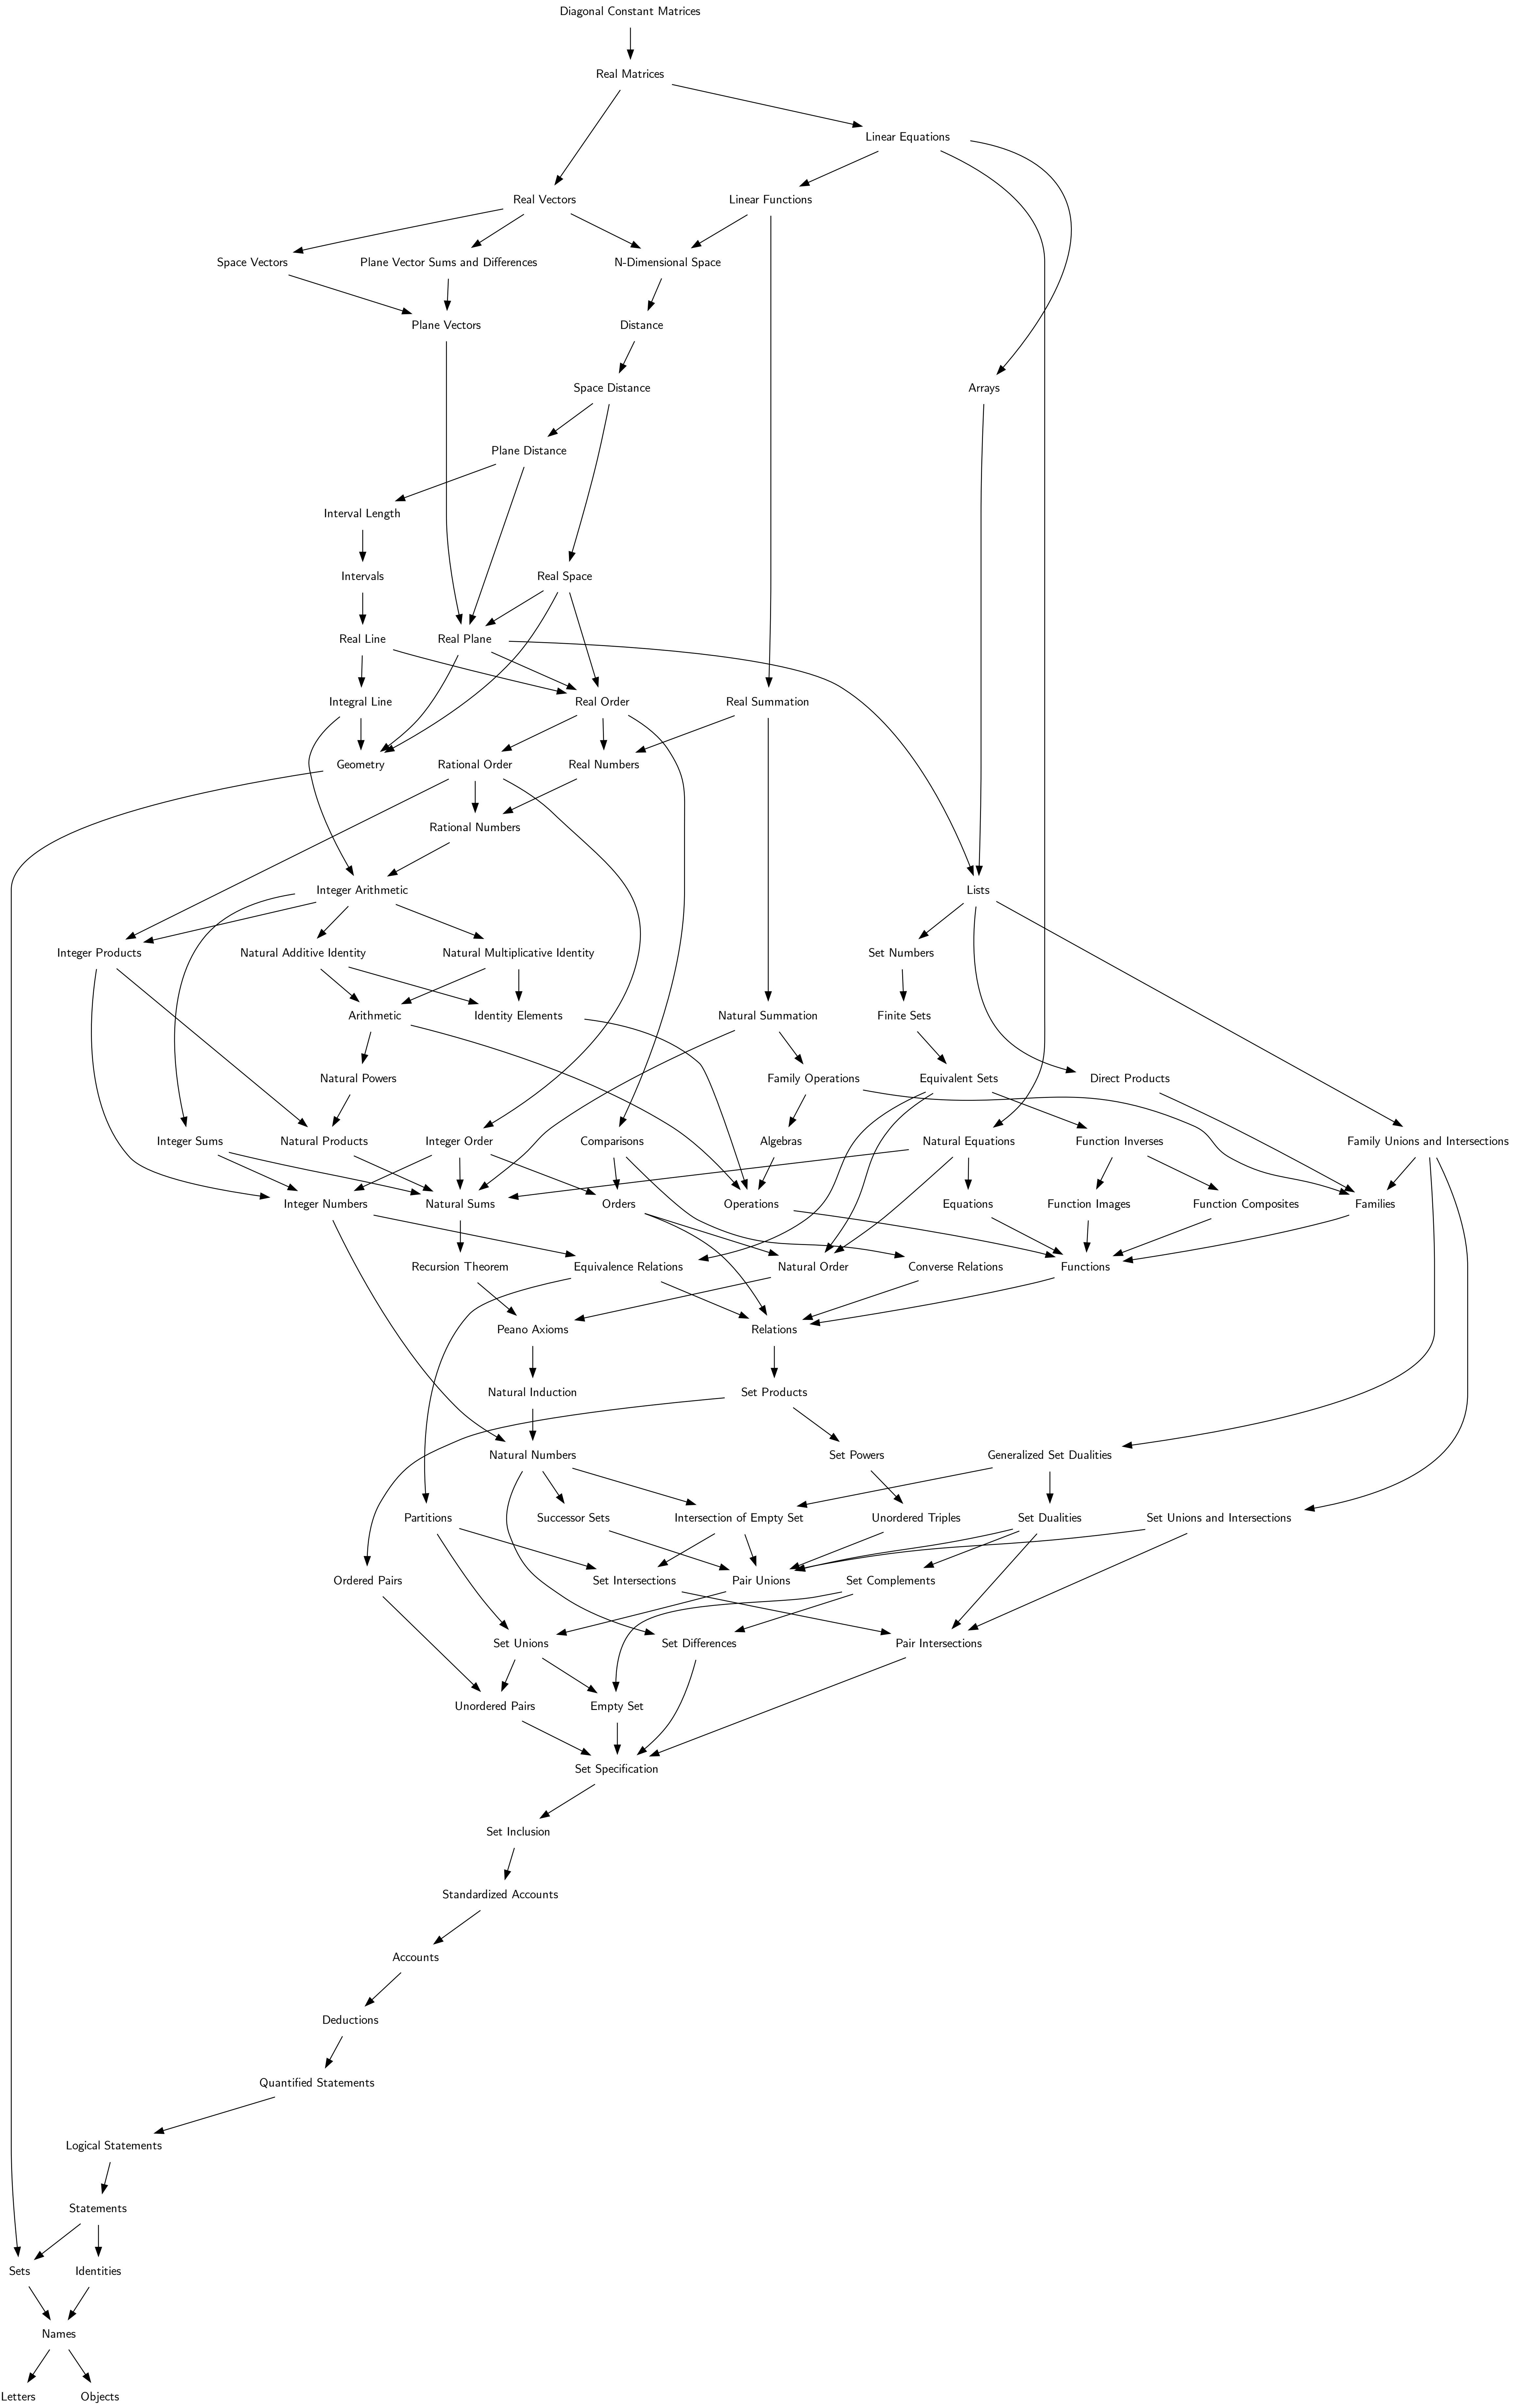 Diagonal Constant Matrices
Real Matrices
Linear Equations
Real Vectors
Linear Functions
Space Vectors
Plane Vector Sums and Differences
N-Dimensional Space
Plane Vectors
Distance
Space Distance
Arrays
Plane Distance
Interval Length
Intervals
Real Space
Real Line
Real Plane
Integral Line
Real Order
Real Summation
Geometry
Rational Order
Real Numbers
Rational Numbers
Integer Arithmetic
Lists
Integer Products
Natural Additive Identity
Natural Multiplicative Identity
Set Numbers
Arithmetic
Identity Elements
Natural Summation
Finite Sets
Natural Powers
Family Operations
Equivalent Sets
Direct Products
Integer Sums
Natural Products
Integer Order
Comparisons
Algebras
Natural Equations
Function Inverses
Family Unions and Intersections
Integer Numbers
Natural Sums
Orders
Operations
Equations
Function Images
Function Composites
Families
Recursion Theorem
Equivalence Relations
Natural Order
Converse Relations
Functions
Peano Axioms
Relations
Natural Induction
Set Products
Natural Numbers
Set Powers
Generalized Set Dualities
Partitions
Successor Sets
Intersection of Empty Set
Unordered Triples
Set Dualities
Set Unions and Intersections
Ordered Pairs
Set Intersections
Pair Unions
Set Complements
Set Unions
Set Differences
Pair Intersections
Unordered Pairs
Empty Set
Set Specification
Set Inclusion
Standardized Accounts
Accounts
Deductions
Quantified Statements
Logical Statements
Statements
Sets
Identities
Names
Letters
Objects